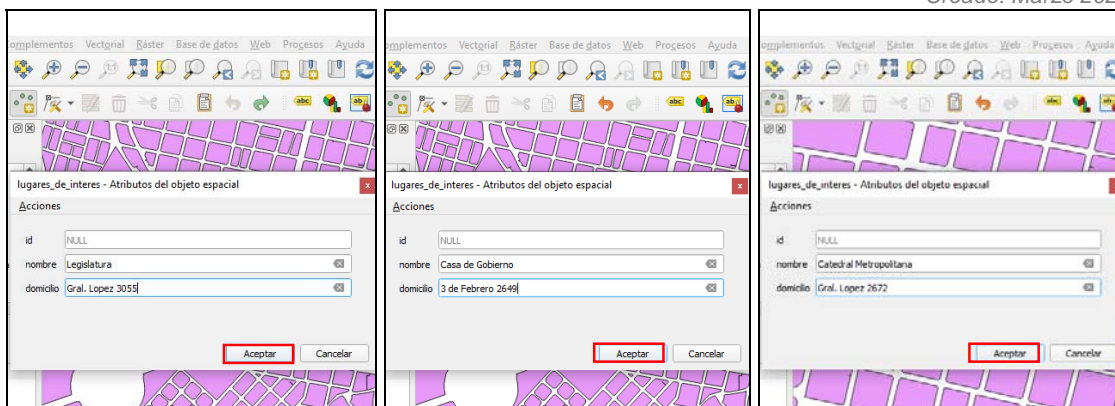 Creado: Marzo 202
omplementos Vectorial Ráster Base de datos Web Procesos Ayuda
abc
lugares_de_interes - Atributos del objeto espacial
x
Acciones
id NULL
nombre Legislatura
domicilio Gral. Lopez 3055
Aceptar Cancelar
mplementos Vectorial Ráster Base de datos Web Procesos Ayuda
abc
lugares_de_interes - Atributos del objeto espacial
x
Acciones
id NULL
nombre Casa de Gobierno
domicilio 3 de Febrero 2649
Aceptar Cancelar
omplementos Vectorial Ráster Base de datos Web Procesos Ayuda
abc
lugares_de_interes - Atributos del objeto espacial
Acciones
id NULL
nombre Catedral Metropolitana
domicilio Gral. Lopez 2672
Aceptar Cancelar